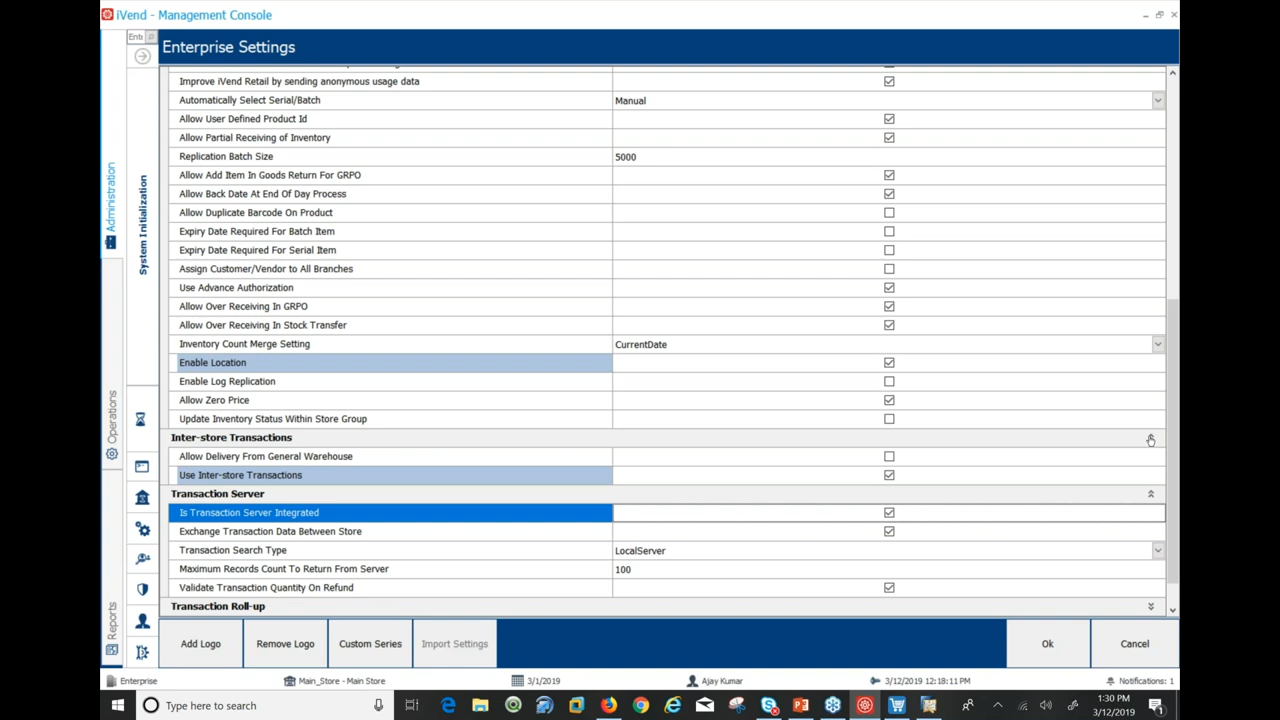 iVend - Management Console
Ente
Enterprise Settings
Administration
System Initialization
Operations
Reports
Improve iVend Retail by sending anonymous usage data
Automatically Select Serial/Batch Manual
Allow User Defined Product Id
Allow Partial Receiving of Inventory
Replication Batch Size 5000
Allow Add Item In Goods Return For GRPO
Allow Back Date At End Of Day Process
Allow Duplicate Barcode On Product
Expiry Date Required For Batch Item
Expiry Date Required For Serial Item
Assign Customer/Vendor to All Branches
Use Advance Authorization
Allow Over Receiving In GRPO
Allow Over Receiving In Stock Transfer
Inventory Count Merge Setting CurrentDate
Enable Location
Enable Log Replication
Allow Zero Price
Update Inventory Status Within Store Group
Inter-store Transactions
Allow Delivery From General Warehouse
Use Inter-store Transactions
Transaction Server
Is Transaction Server Integrated
Exchange Transaction Data Between Store
Transaction Search Type LocalServer
Maximum Records Count To Return From Server 100
Validate Transaction Quantity On Refund
Transaction Roll-up
Add Logo Remove Logo Custom Series Import Settings Ok Cancel
Enterprise Main_Store - Main Store 3/1/2019 Ajay Kumar 3/12/2019 12:18:11 PM Notifications: 1
Type here to search
1:30 PM
3/12/2019
1